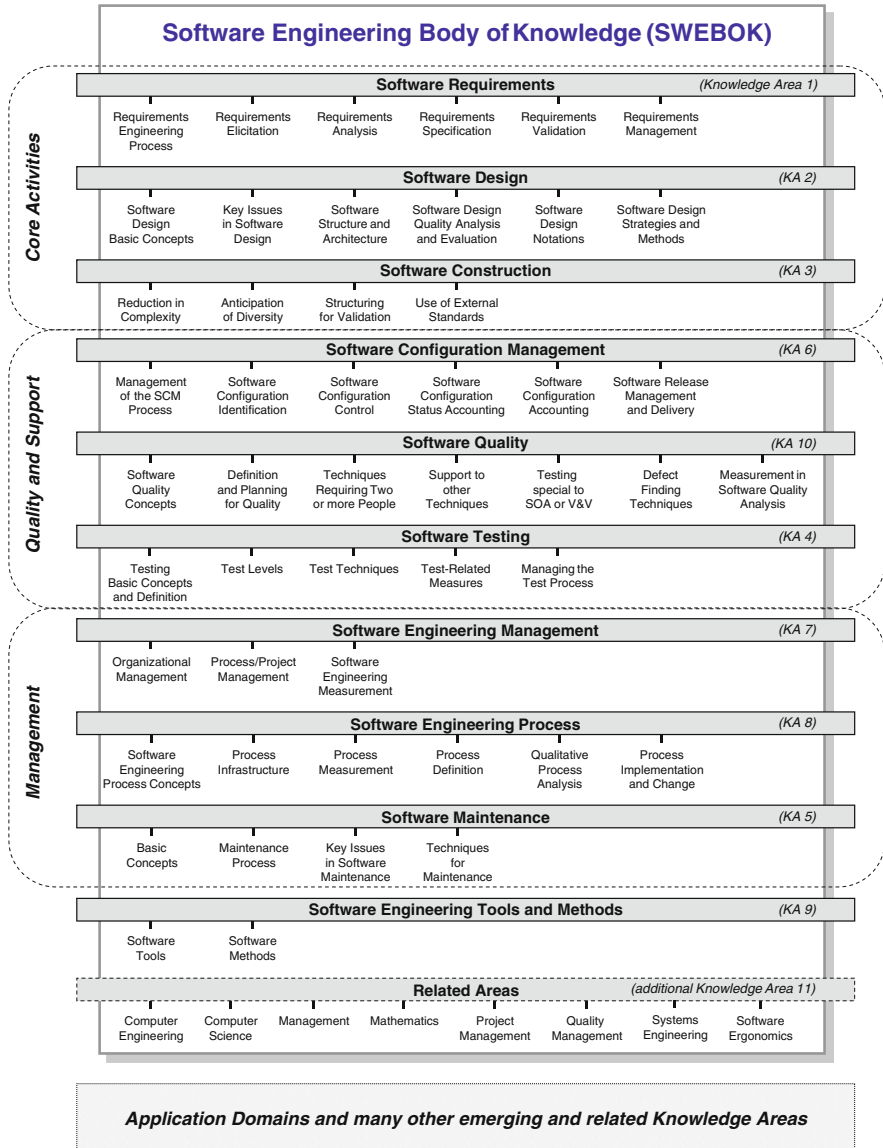 Software Engineering Body of Knowledge (SWEBOK)
Core Activities
Software Requirements (Knowledge Area 1)
Requirements Engineering Process
Requirements Elicitation
Requirements Analysis
Requirements Specification
Requirements Validation
Requirements Management
Software Design (KA 2)
Software Design Basic Concepts
Key Issues in Software Design
Software Structure and Architecture
Software Design Quality Analysis and Evaluation
Software Design Notations
Software Design Strategies and Methods
Software Construction (KA 3)
Reduction in Complexity
Anticipation of Diversity
Structuring for Validation
Use of External Standards
Quality and Support
Software Configuration Management (KA 6)
Management of the SCM Process
Software Configuration Identification
Software Configuration Control
Software Configuration Status Accounting
Software Configuration Accounting
Software Release Management and Delivery
Software Quality (KA 10)
Software Quality Concepts
Definition and Planning for Quality
Techniques Requiring Two or more People
Support to other Techniques
Testing special to SOA or V&V
Defect Finding Techniques
Measurement in Software Quality Analysis
Software Testing (KA 4)
Testing Basic Concepts and Definition
Test Levels
Test Techniques
Test-Related Measures
Managing the Test Process
Management
Software Engineering Management (KA 7)
Organizational Management
Process/Project Management
Software Engineering Measurement
Software Engineering Process (KA 8)
Software Engineering Process Concepts
Process Infrastructure
Process Measurement
Process Definition
Qualitative Process Analysis
Process Implementation and Change
Software Maintenance (KA 5)
Basic Concepts
Maintenance Process
Key Issues in Software Maintenance
Techniques for Maintenance
Software Engineering Tools and Methods (KA 9)
Software Tools
Software Methods
Related Areas (additional Knowledge Area 11)
Computer Engineering
Computer Science
Management
Mathematics
Project Management
Quality Management
Systems Engineering
Software Ergonomics
Application Domains and many other emerging and related Knowledge Areas